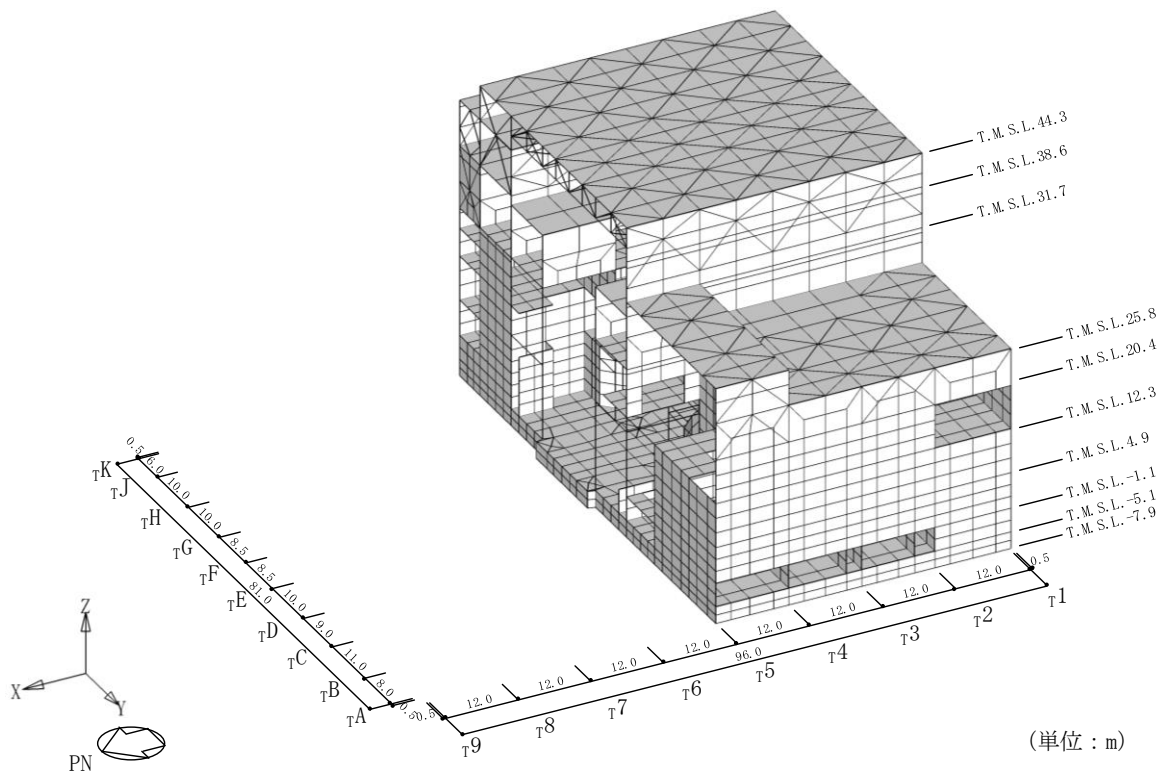 T.M.S.L.44.3
T.M.S.L.38.6
T.M.S.L.31.7
T.M.S.L.25.8
T.M.S.L.20.4
T.M.S.L.12.3
T.M.S.L.4.9
T.M.S.L.-1.1
T.M.S.L.-5.1
T.M.S.L.-7.9
0.5
6.0
10.0
10.0
8.5
8.5
10.0
9.0
11.0
8.0
0.5
81.0
TK
TJ
TH
TG
TF
TE
TD
TC
TB
TA
0.5
12.0
12.0
12.0
12.0
12.0
12.0
12.0
12.0
0.5
96.0
T9
T8
T7
T6
T5
T4
T3
T2
T1
Z
X
Y
PN
(単位：m)